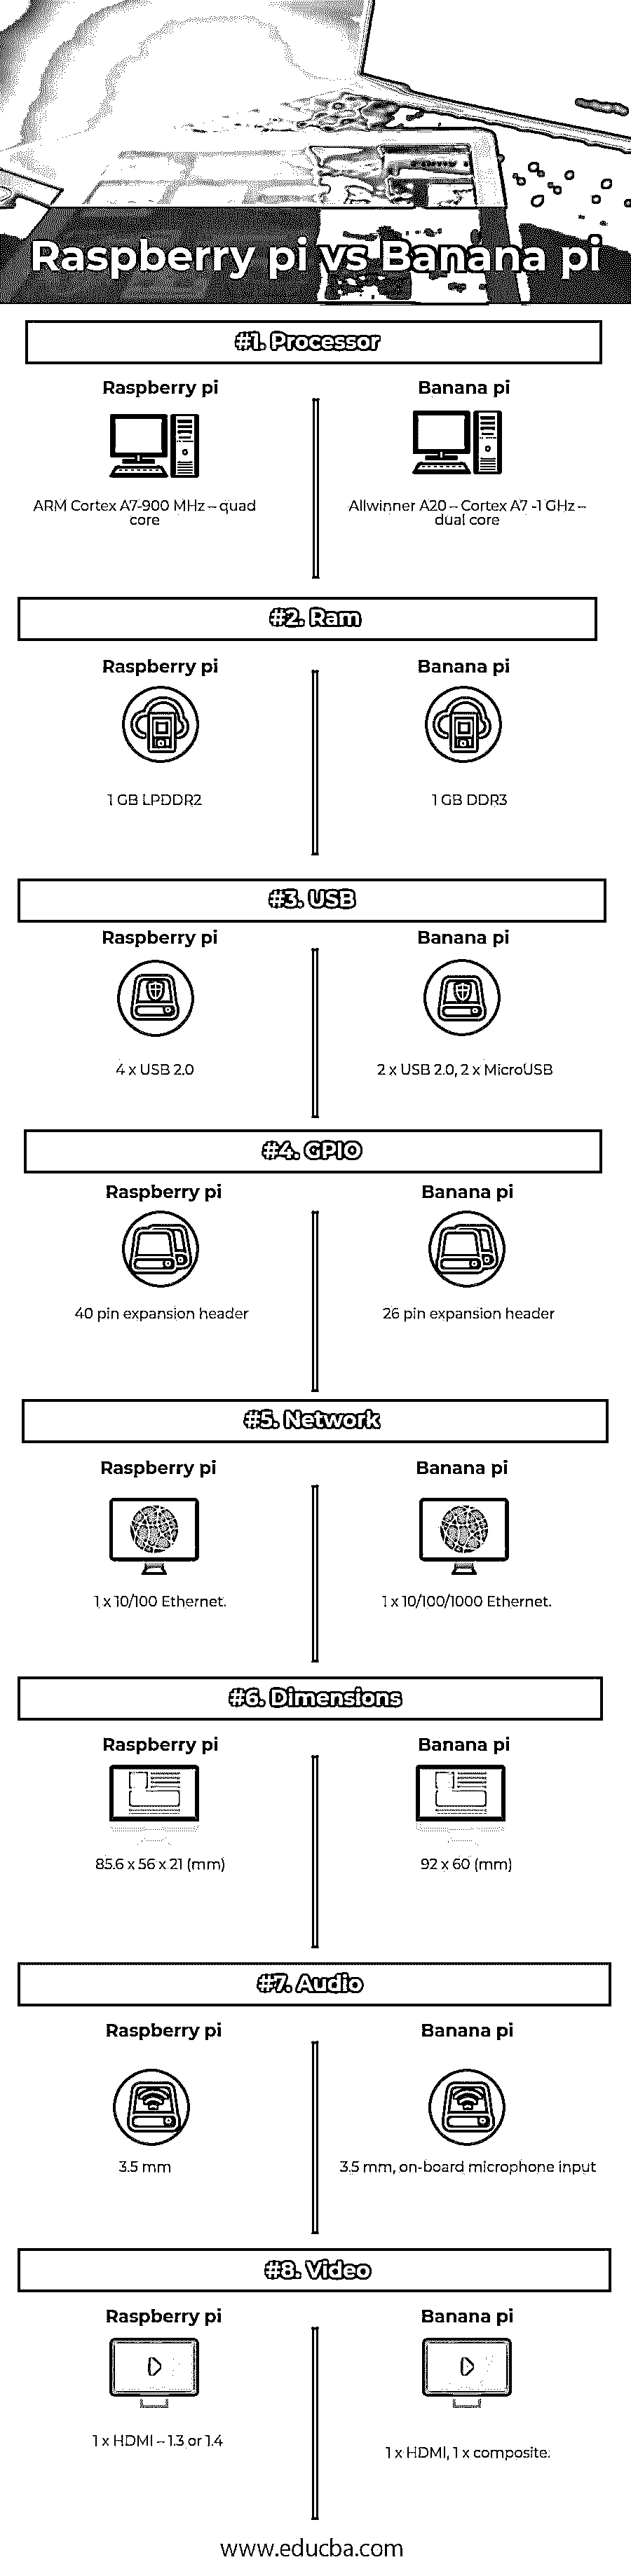 Raspberry pi vs Banana pi
#1. Processor
Raspberry pi
Banana pi
ARM Cortex A7-900 MHz – quad
core
Allwinner A20 – Cortex A7 -1 GHz –
dual core
#2. Ram
Raspberry pi
Banana pi
1 GB LPDDR2
1 GB DDR3
#3. USB
Raspberry pi
Banana pi
4 x USB 2.0
2 x USB 2.0, 2 x MicroUSB
#4. GPIO
Raspberry pi
Banana pi
40 pin expansion header
26 pin expansion header
#5. Network
Raspberry pi
Banana pi
1 x 10/100 Ethernet.
1 x 10/100/1000 Ethernet.
#6. Dimensions
Raspberry pi
Banana pi
85.6 x 56 x 21 (mm)
92 x 60 (mm)
#7. Audio
Raspberry pi
Banana pi
3.5 mm
3.5 mm, on-board microphone input
#8. Video
Raspberry pi
Banana pi
1 x HDMI – 1.3 or 1.4
1 x HDMI, 1 x composite.
www.educba.com